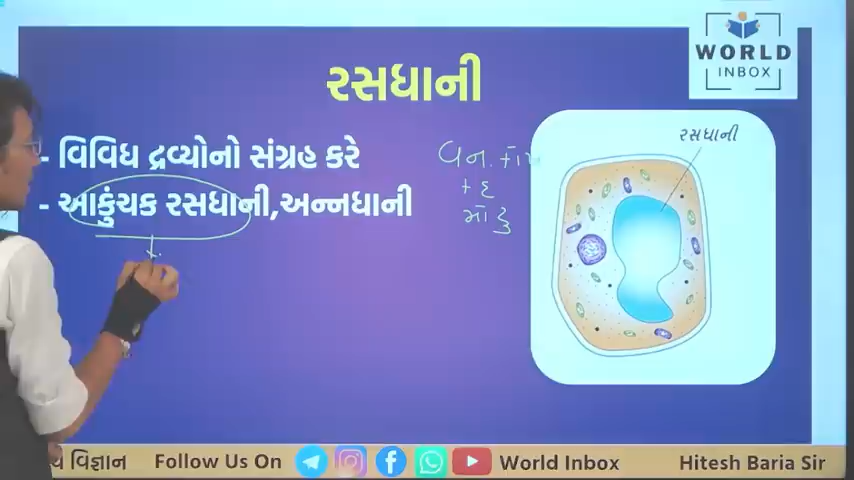 WORLD
INBOX
રસધાની
- વિવિધ દ્રવ્યોનો સંગ્રહ કરે
- આકુંચક રસધાની,અન્નધાની
વન.
મોટુ
રસધાની
વિજ્ઞાન Follow Us On World Inbox Hitesh Baria Sir